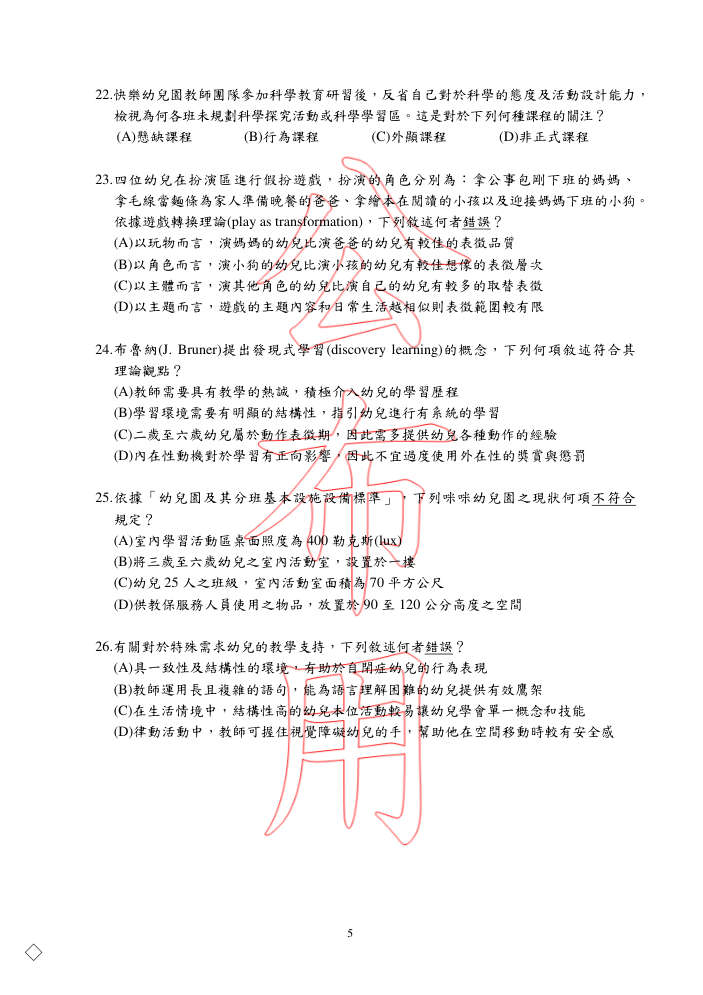 22.快樂幼兒園教師團隊參加科學教育研習後，反省自己對於科學的態度及活動設計能力，
檢視為何各班未規劃科學探究活動或科學學習區。這是對於下列何種課程的關注？
(A)懸缺課程 (B)行為課程 (C)外顯課程 (D)非正式課程
23.四位幼兒在扮演區進行假扮遊戲，扮演的角色分別為：拿公事包剛下班的媽媽、
拿毛線當麵條為家人準備晚餐的爸爸、拿繪本在閱讀的小孩以及迎接媽媽下班的小狗。
依據遊戲轉換理論(play as transformation)，下列敘述何者錯誤？
(A)以玩物而言，演媽媽的幼兒比演爸爸的幼兒有較佳的表徵品質
(B)以角色而言，演小狗的幼兒比演小孩的幼兒有較佳想像的表徵層次
(C)以主體而言，演其他角色的幼兒比演自己的幼兒有較多的取替表徵
(D)以主題而言，遊戲的主題內容和日常生活越相似則表徵範圍較有限
24.布魯納(J. Bruner)提出發現式學習(discovery learning)的概念，下列何項敘述符合其
理論觀點？
(A)教師需要具有教學的熱誠，積極介入幼兒的學習歷程
(B)學習環境需要有明顯的結構性，指引幼兒進行有系統的學習
(C)二歲至六歲幼兒屬於動作表徵期，因此需多提供幼兒各種動作的經驗
(D)內在性動機對於學習有正向影響，因此不宜過度使用外在性的獎賞與懲罰
25.依據「幼兒園及其分班基本設施設備標準」，下列咪咪幼兒園之現狀何項不符合
規定？
(A)室內學習活動區桌面照度為 400 勒克斯(lux)
(B)將三歲至六歲幼兒之室內活動室，設置於一樓
(C)幼兒 25 人之班級，室內活動室面積為 70 平方公尺
(D)供教保服務人員使用之物品，放置於 90 至 120 公分高度之空間
26.有關對於特殊需求幼兒的教學支持，下列敘述何者錯誤？
(A)具一致性及結構性的環境，有助於自閉症幼兒的行為表現
(B)教師運用長且複雜的語句，能為語言理解困難的幼兒提供有效鷹架
(C)在生活情境中，結構性高的幼兒本位活動較易讓幼兒學會單一概念和技能
(D)律動活動中，教師可握住視覺障礙幼兒的手，幫助他在空間移動時較有安全感
公
布
用
5